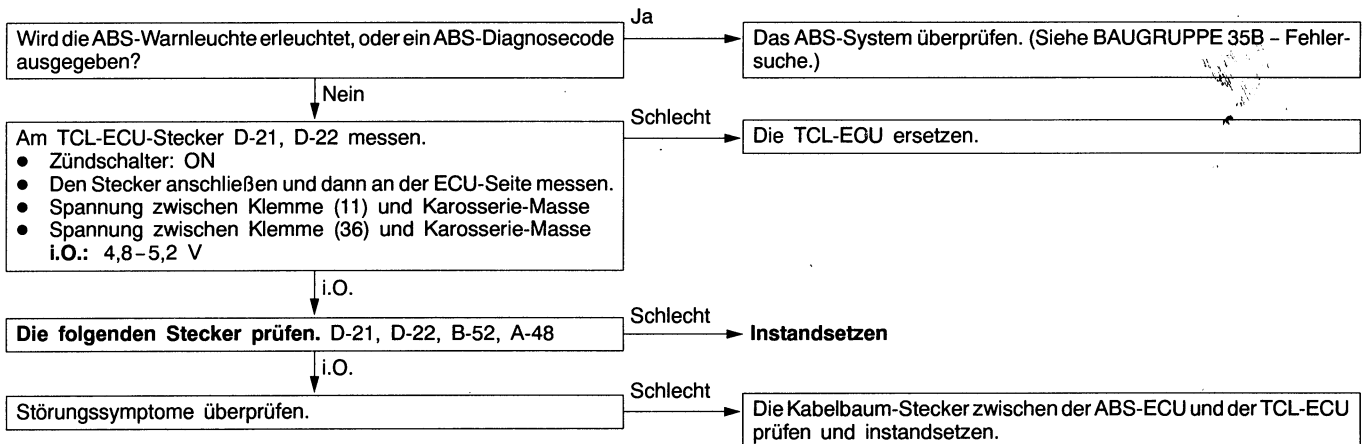 Ja
Wird die ABS-Warnleuchte erleuchtet, oder ein ABS-Diagnosecode
ausgegeben?
Das ABS-System überprüfen. (Siehe BAUGRUPPE 35B – Fehler-
suche.)
Nein
Am TCL-ECU-Stecker D-21, D-22 messen.
● Zündschalter: ON
● Den Stecker anschließen und dann an der ECU-Seite messen.
● Spannung zwischen Klemme (11) und Karosserie-Masse
● Spannung zwischen Klemme (36) und Karosserie-Masse
i.O.: 4,8–5,2 V
Schlecht
Die TCL-ECU ersetzen.
i.O.
Die folgenden Stecker prüfen. D-21, D-22, B-52, A-48
Schlecht
Instandsetzen
i.O.
Störungssymptome überprüfen.
Schlecht
Die Kabelbaum-Stecker zwischen der ABS-ECU und der TCL-ECU
prüfen und instandsetzen.